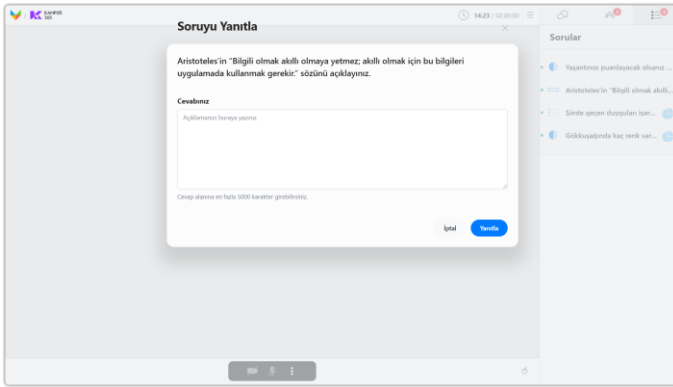 KAMPÜS
365
14:23 / 02:00:00
Soruyu Yanıtla
Aristoteles'in "Bilgili olmak akıllı olmaya yetmez; akıllı olmak için bu bilgileri
uygulamada kullanmak gerekir." sözünü açıklayınız.
Cevabınız
Açıklamanızı buraya yazınız
Cevap alanına en fazla 5000 karakter girebilirsiniz.
İptal
Yanıtla
Sorular
Yaşantınızı puanlayacak olsanız ...
Aristoteles'in "Bilgili olmak akıllı...
Şiirde geçen duyguları işar...
Gökkuşağında kaç renk var...